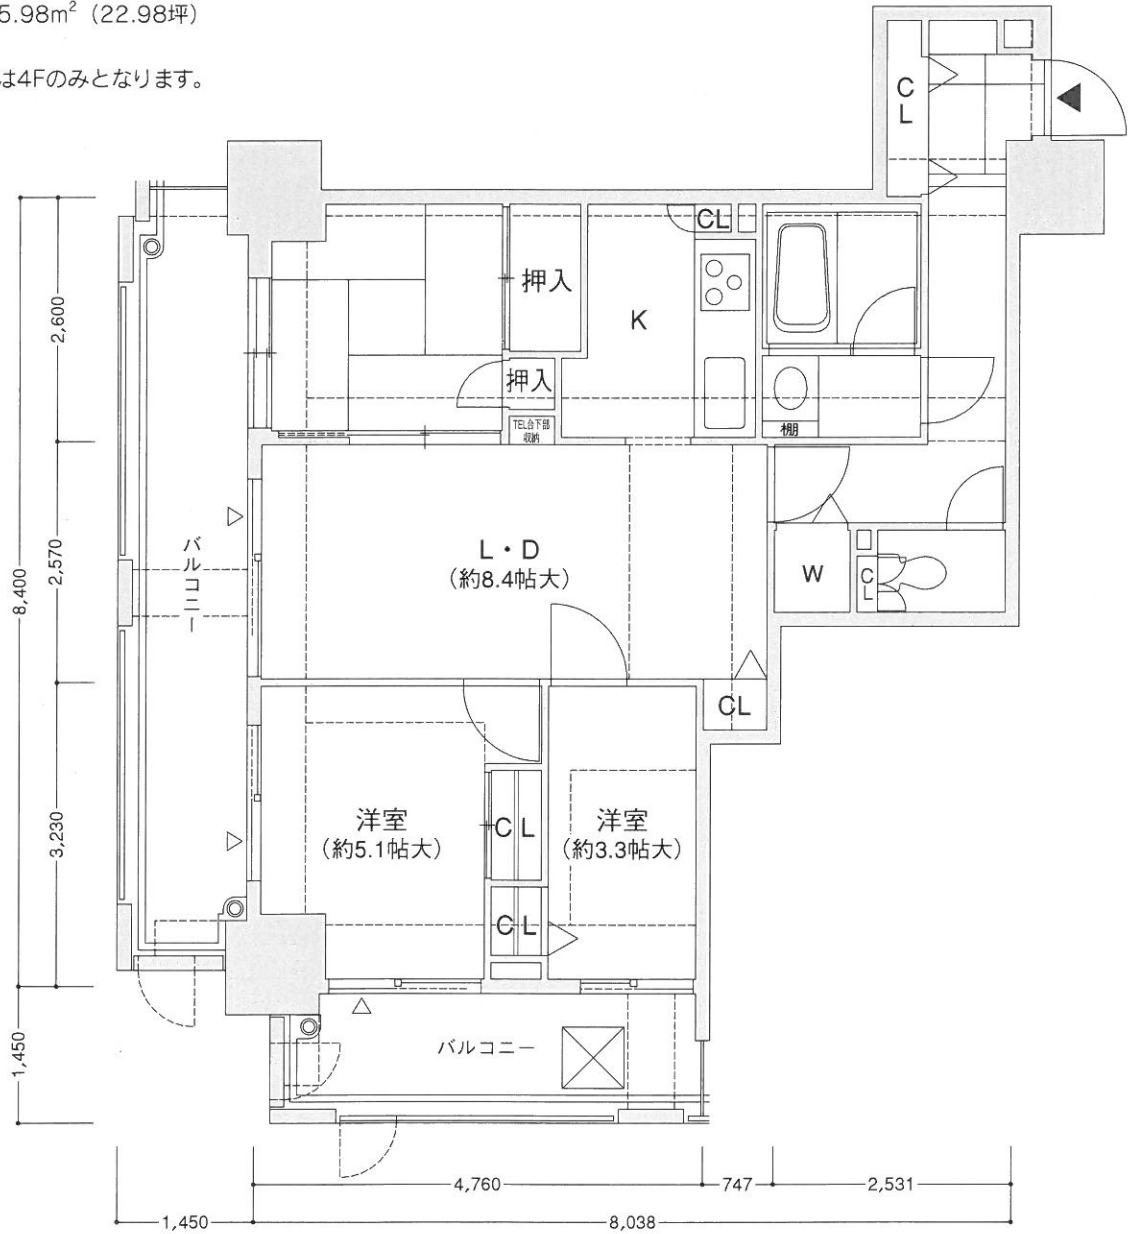 5.98m²（22.98坪）
は4Fのみとなります。
CL
CL
押入
K
押入
TEL台下部
収納
棚
2,600
2,570
8,400
3,230
1,450
バルコニー
L・D
（約8.4帖大）
W
CL
CL
洋室
（約5.1帖大）
CL
洋室
（約3.3帖大）
CL
バルコニー
4,760
747
2,531
1,450
8,038